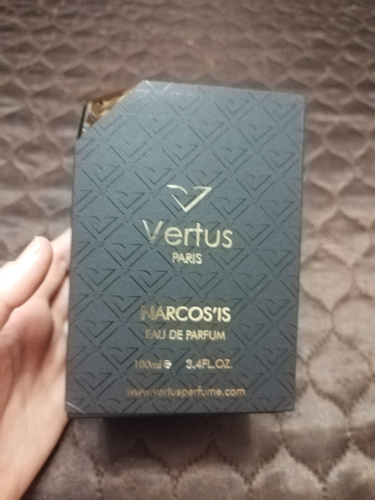 Vertus
PARIS
NARCOS'IS
EAU DE PARFUM
100ml e 3.4FL.OZ.
www.vertusperfume.com